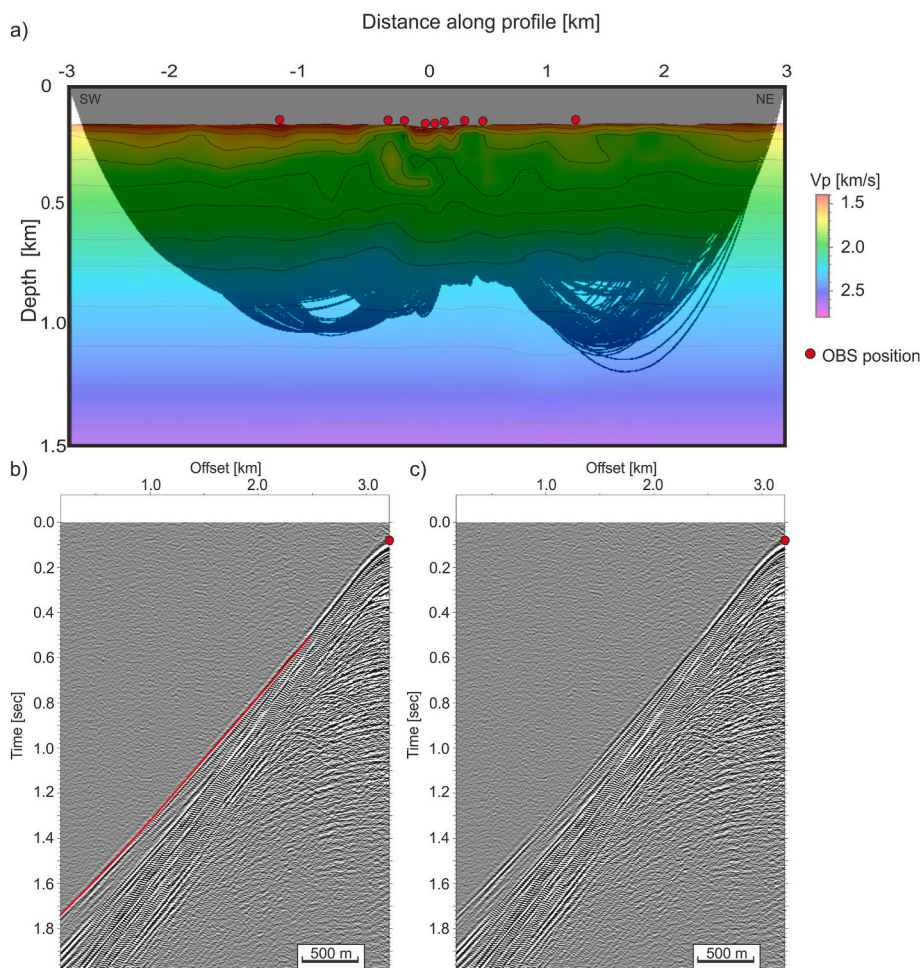 Distance along profile [km]
a)
-3 -2 -1 0 1 2 3
0
SW NE
Vp [km/s]
1.5
0.5
2.0
Depth [km]
2.5
1.0
OBS position
1.5
b) Offset [km] c) Offset [km]
1.0 2.0 3.0 1.0 2.0 3.0
0.0 0.0
0.2 0.2
0.4 0.4
0.6 0.6
0.8 0.8
Time [sec] Time [sec]
1.0 1.0
1.2 1.2
1.4 1.4
1.6 1.6
1.8 1.8
500 m 500 m